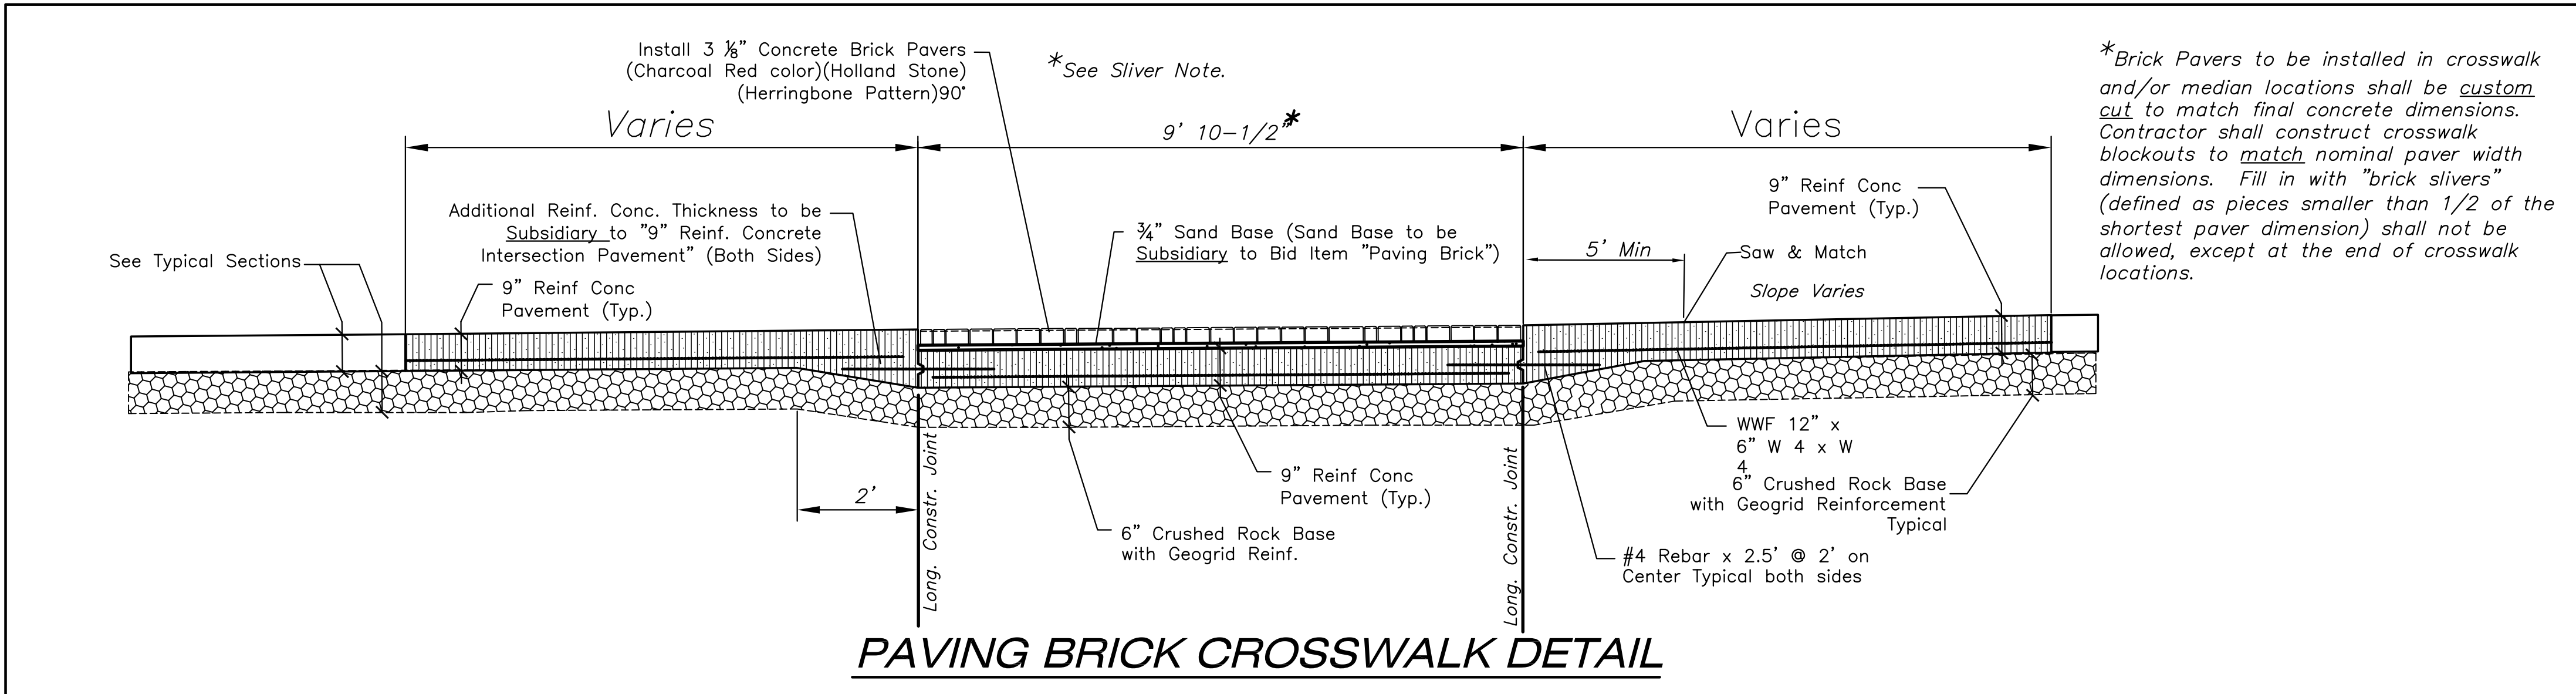 Install 3 ⅛" Concrete Brick Pavers
(Charcoal Red color)(Holland Stone)
(Herringbone Pattern)90°
*See Sliver Note.
*Brick Pavers to be installed in crosswalk
and/or median locations shall be custom
cut to match final concrete dimensions.
Contractor shall construct crosswalk
blockouts to match nominal paver width
dimensions. Fill in with "brick slivers"
(defined as pieces smaller than 1/2 of the
shortest paver dimension) shall not be
allowed, except at the end of crosswalk
locations.
Varies
9' 10-1/2"*
Varies
Additional Reinf. Conc. Thickness to be
Subsidiary to "9" Reinf. Concrete
Intersection Pavement" (Both Sides)
¾" Sand Base (Sand Base to be
Subsidiary to Bid Item "Paving Brick")
9" Reinf Conc
Pavement (Typ.)
5' Min
Saw & Match
Slope Varies
See Typical Sections
9" Reinf Conc
Pavement (Typ.)
2'
Long. Constr. Joint
6" Crushed Rock Base
with Geogrid Reinf.
9" Reinf Conc
Pavement (Typ.)
Long. Constr. Joint
WWF 12" x
6" W 4 x W
4
6" Crushed Rock Base
with Geogrid Reinforcement
Typical
#4 Rebar x 2.5' @ 2' on
Center Typical both sides
PAVING BRICK CROSSWALK DETAIL